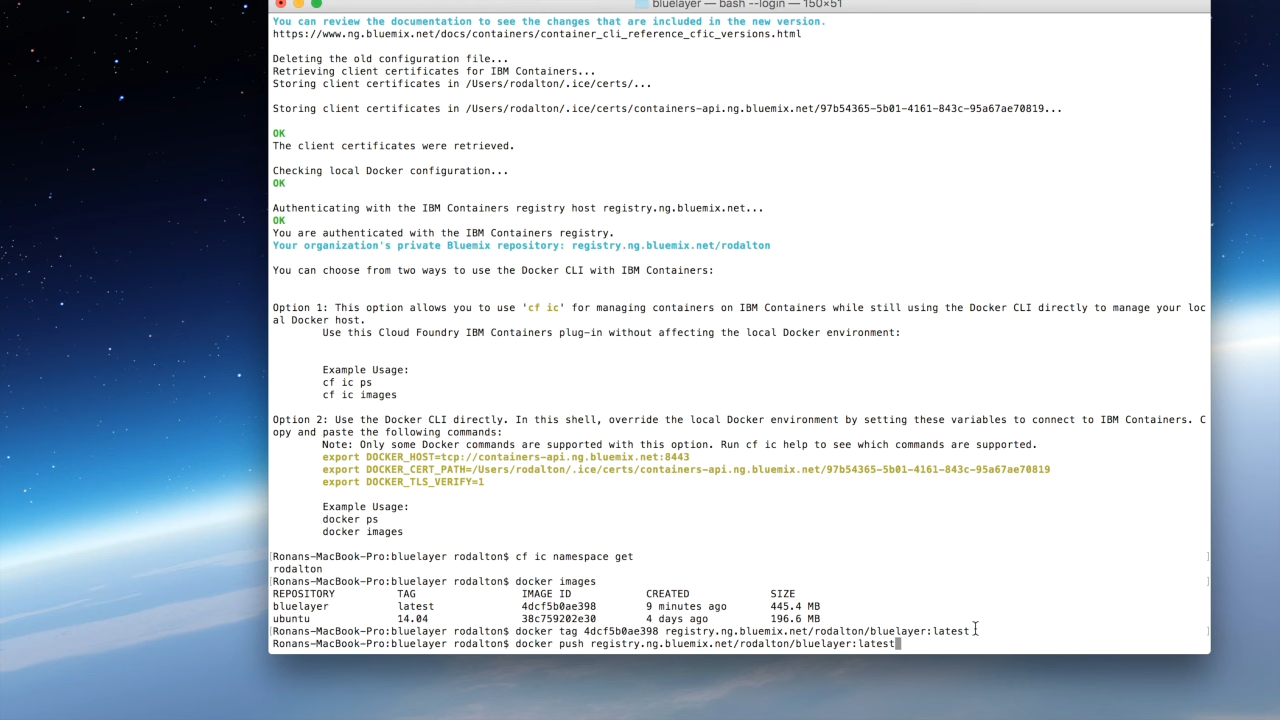 bluelayer — bash --login — 150×51
You can review the documentation to see the changes that are included in the new version.
https://www.ng.bluemix.net/docs/containers/container_cli_reference_cfic_versions.html
Deleting the old configuration file...
Retrieving client certificates for IBM Containers...
Storing client certificates in /Users/rodalton/.ice/certs/...
Storing client certificates in /Users/rodalton/.ice/certs/containers-api.ng.bluemix.net/97b54365-5b01-4161-843c-95a67ae70819...
OK
The client certificates were retrieved.
Checking local Docker configuration...
OK
Authenticating with the IBM Containers registry host registry.ng.bluemix.net...
OK
You are authenticated with the IBM Containers registry.
Your organization's private Bluemix repository: registry.ng.bluemix.net/rodalton
You can choose from two ways to use the Docker CLI with IBM Containers:
Option 1: This option allows you to use 'cf ic' for managing containers on IBM Containers while still using the Docker CLI directly to manage your loc
al Docker host.
Use this Cloud Foundry IBM Containers plug-in without affecting the local Docker environment:
Example Usage:
cf ic ps
cf ic images
Option 2: Use the Docker CLI directly. In this shell, override the local Docker environment by setting these variables to connect to IBM Containers. C
opy and paste the following commands:
Note: Only some Docker commands are supported with this option. Run cf ic help to see which commands are supported.
export DOCKER_HOST=tcp://containers-api.ng.bluemix.net:8443
export DOCKER_CERT_PATH=/Users/rodalton/.ice/certs/containers-api.ng.bluemix.net/97b54365-5b01-4161-843c-95a67ae70819
export DOCKER_TLS_VERIFY=1
Example Usage:
docker ps
docker images
[Ronans-MacBook-Pro:bluelayer rodalton$ cf ic namespace get ]
rodalton
[Ronans-MacBook-Pro:bluelayer rodalton$ docker images ]
REPOSITORY TAG IMAGE ID CREATED SIZE
bluelayer latest 4dcf5b0ae398 9 minutes ago 445.4 MB
ubuntu 14.04 38c759202e30 4 days ago 196.6 MB
[Ronans-MacBook-Pro:bluelayer rodalton$ docker tag 4dcf5b0ae398 registry.ng.bluemix.net/rodalton/bluelayer:latest ]
Ronans-MacBook-Pro:bluelayer rodalton$ docker push registry.ng.bluemix.net/rodalton/bluelayer:latest